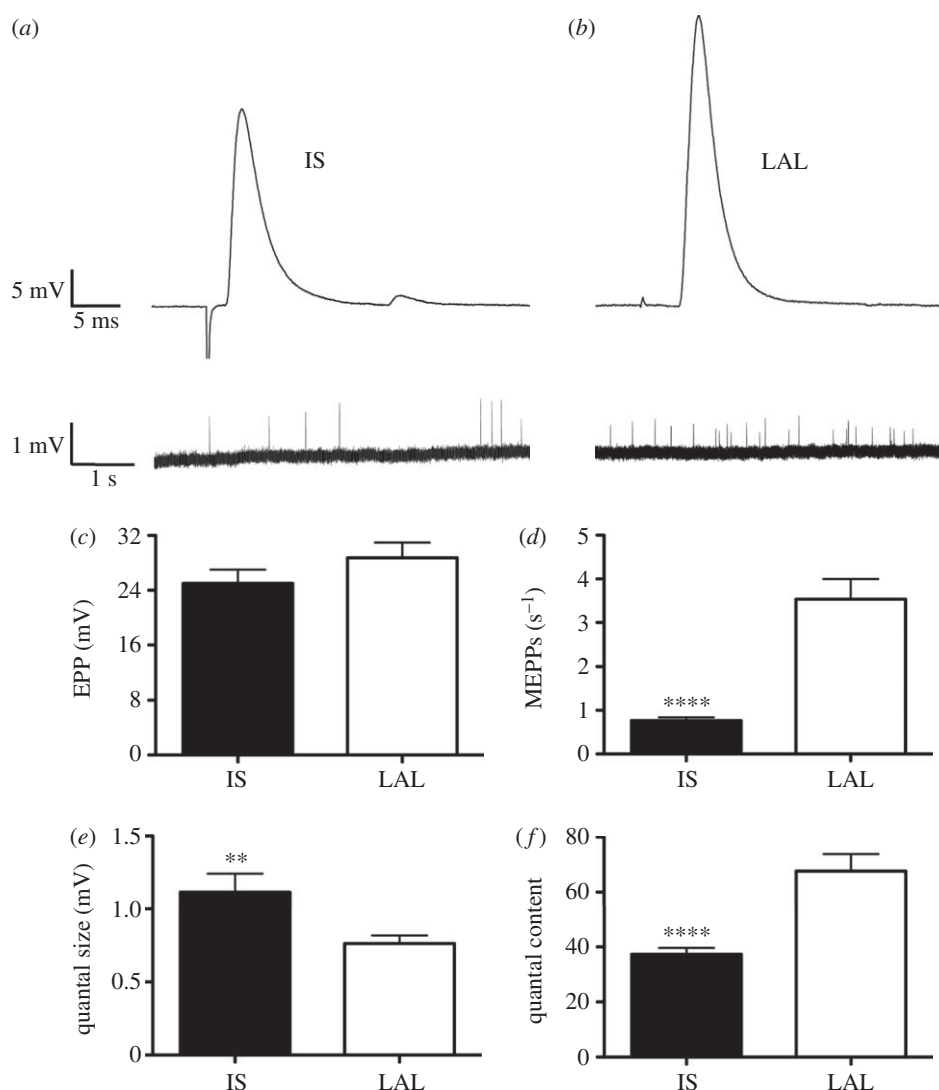 (a)
(b)
IS
LAL
5 mV
5 ms
1 mV
1 s
(c)
32
24
16
8
0
EPP (mV)
IS
LAL
(d)
5
4
3
2
1
0
MEPPs (s⁻¹)
****
IS
LAL
(e)
1.5
1.0
0.5
0
quantal size (mV)
**
IS
LAL
(f)
80
60
40
20
0
quantal content
****
IS
LAL